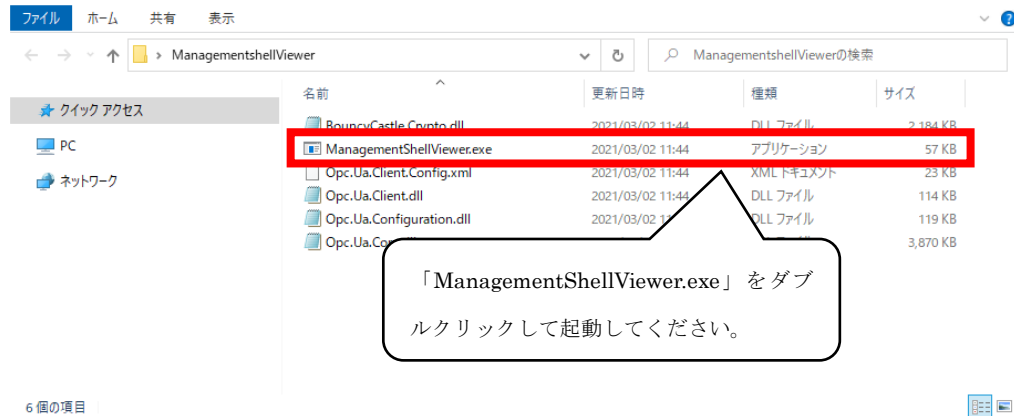 ファイル ホーム 共有 表示
ManagementshellViewer ManagementshellViewerの検索
名前 更新日時 種類 サイズ
クイック アクセス
BouncyCastle.Crypto.dll 2021/03/02 11:44 DLL ファイル 2,184 KB
PC
ManagementShellViewer.exe 2021/03/02 11:44 アプリケーション 57 KB
Opc.Ua.Client.Config.xml 2021/03/02 11:44 XML ドキュメント 23 KB
ネットワーク
Opc.Ua.Client.dll 2021/03/02 11:44 DLL ファイル 114 KB
Opc.Ua.Configuration.dll 2021/03/02 DLL ファイル 119 KB
3,870 KB
「ManagementShellViewer.exe」をダブ
ルクリックして起動してください。
6 個の項目